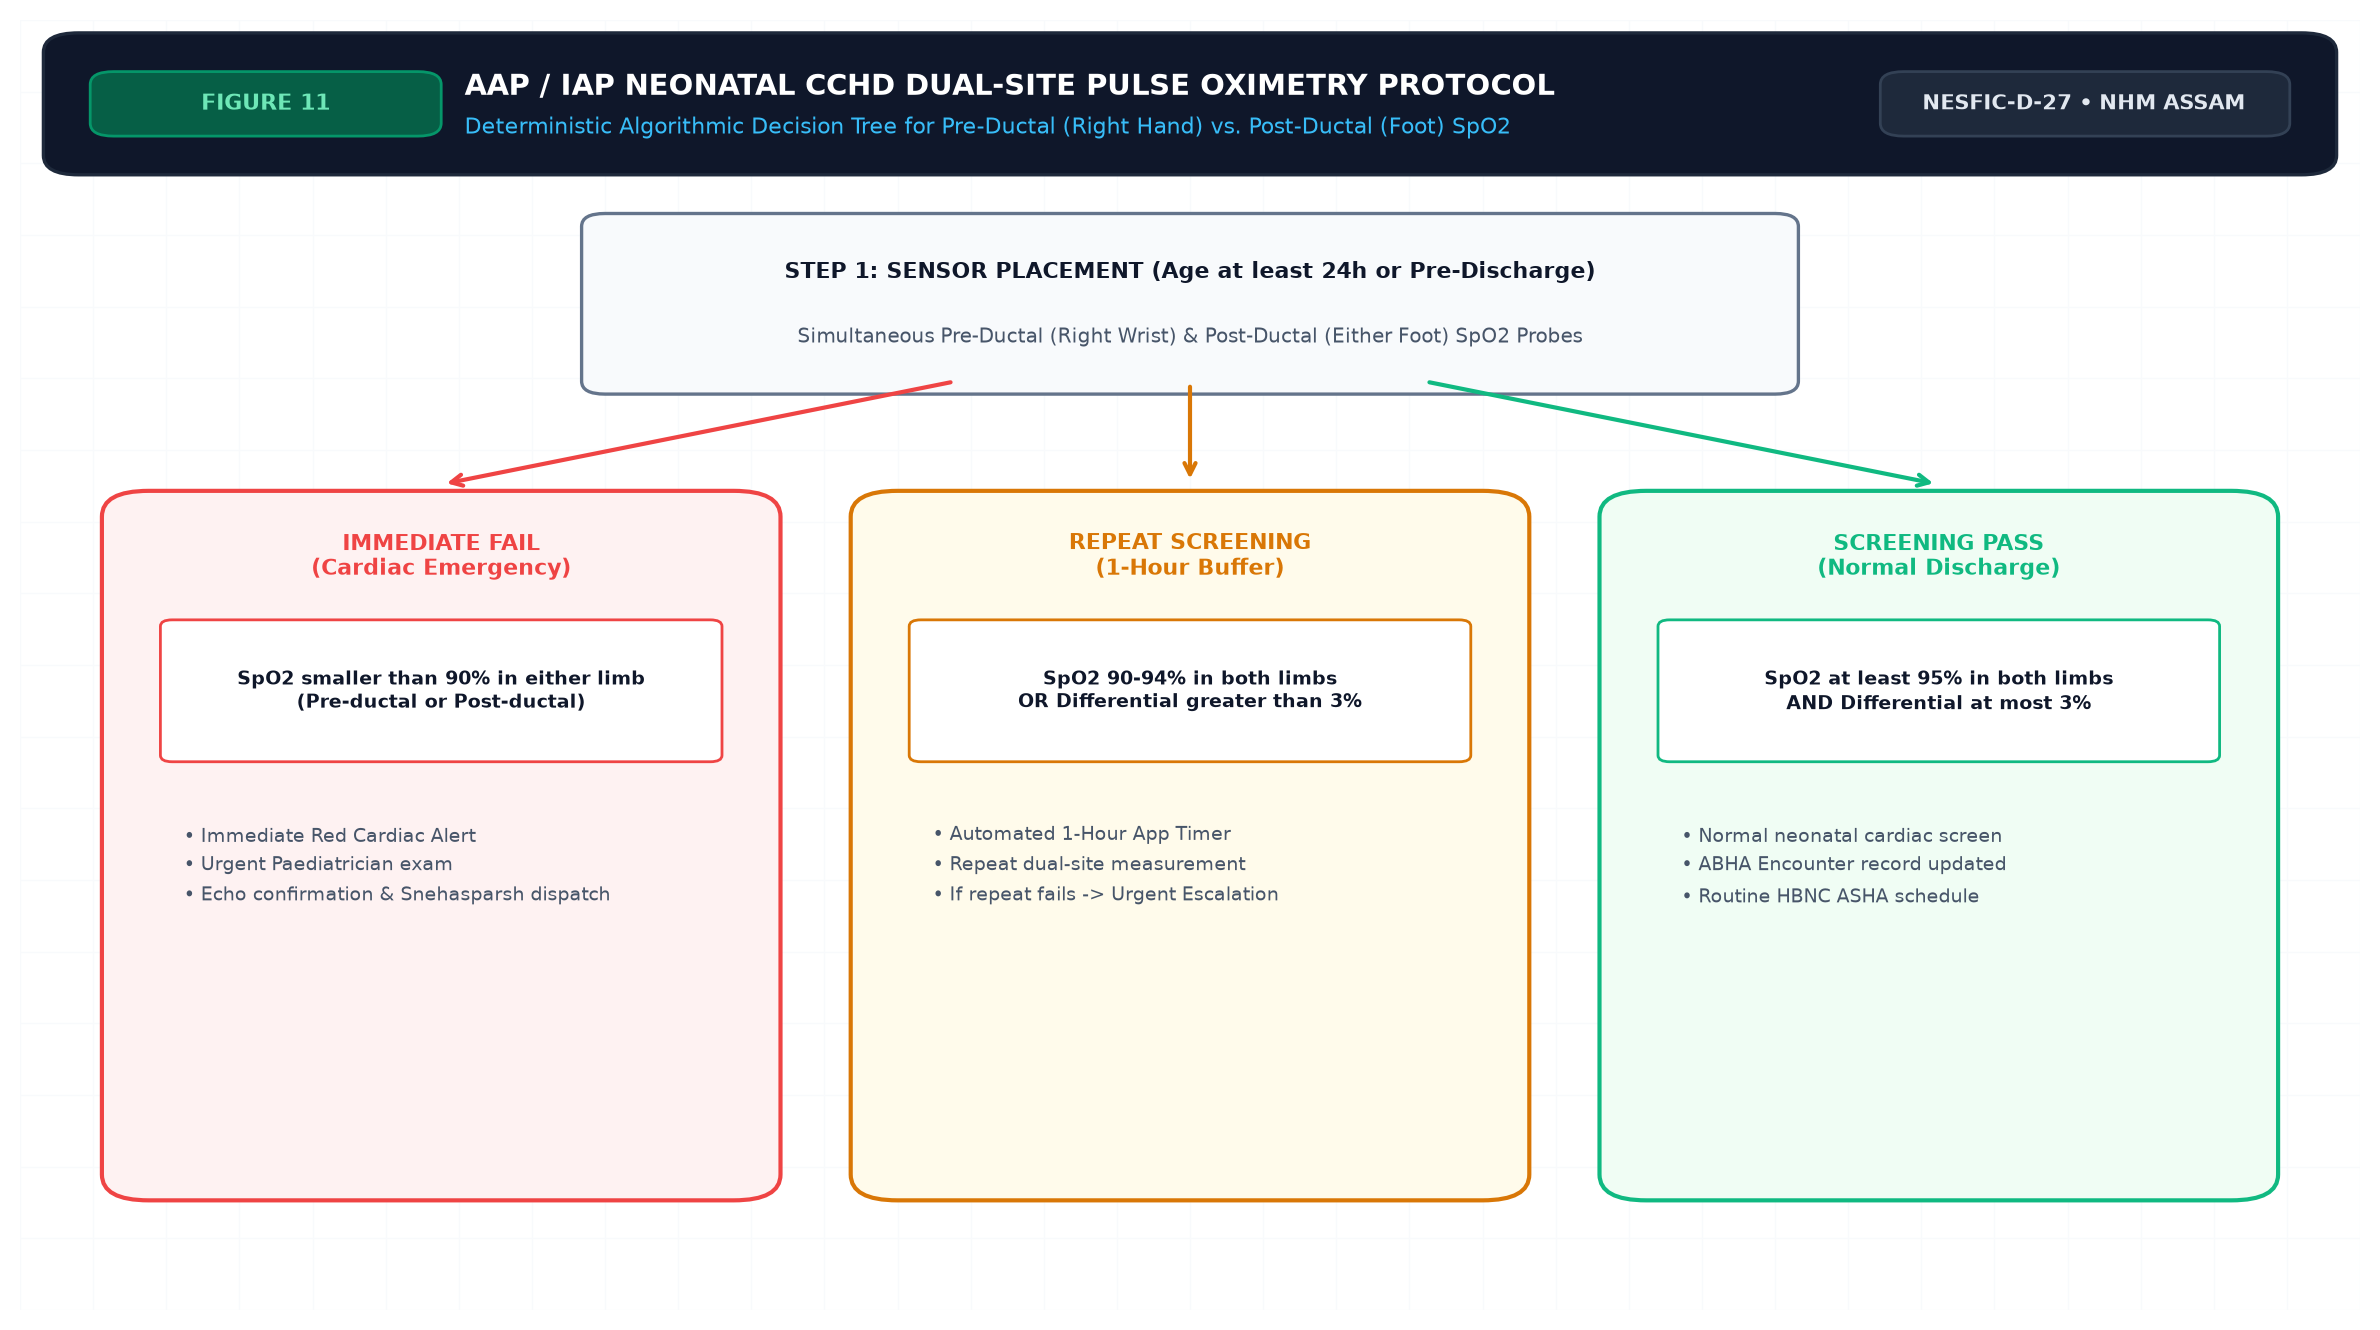 FIGURE 11
AAP / IAP NEONATAL CCHD DUAL-SITE PULSE OXIMETRY PROTOCOL
Deterministic Algorithmic Decision Tree for Pre-Ductal (Right Hand) vs. Post-Ductal (Foot) SpO2
NESFIC-D-27 • NHM ASSAM
STEP 1: SENSOR PLACEMENT (Age at least 24h or Pre-Discharge)
Simultaneous Pre-Ductal (Right Wrist) & Post-Ductal (Either Foot) SpO2 Probes
IMMEDIATE FAIL
(Cardiac Emergency)
SpO2 smaller than 90% in either limb
(Pre-ductal or Post-ductal)
• Immediate Red Cardiac Alert
• Urgent Paediatrician exam
• Echo confirmation & Snehasparsh dispatch
REPEAT SCREENING
(1-Hour Buffer)
SpO2 90-94% in both limbs
OR Differential greater than 3%
• Automated 1-Hour App Timer
• Repeat dual-site measurement
• If repeat fails -> Urgent Escalation
SCREENING PASS
(Normal Discharge)
SpO2 at least 95% in both limbs
AND Differential at most 3%
• Normal neonatal cardiac screen
• ABHA Encounter record updated
• Routine HBNC ASHA schedule